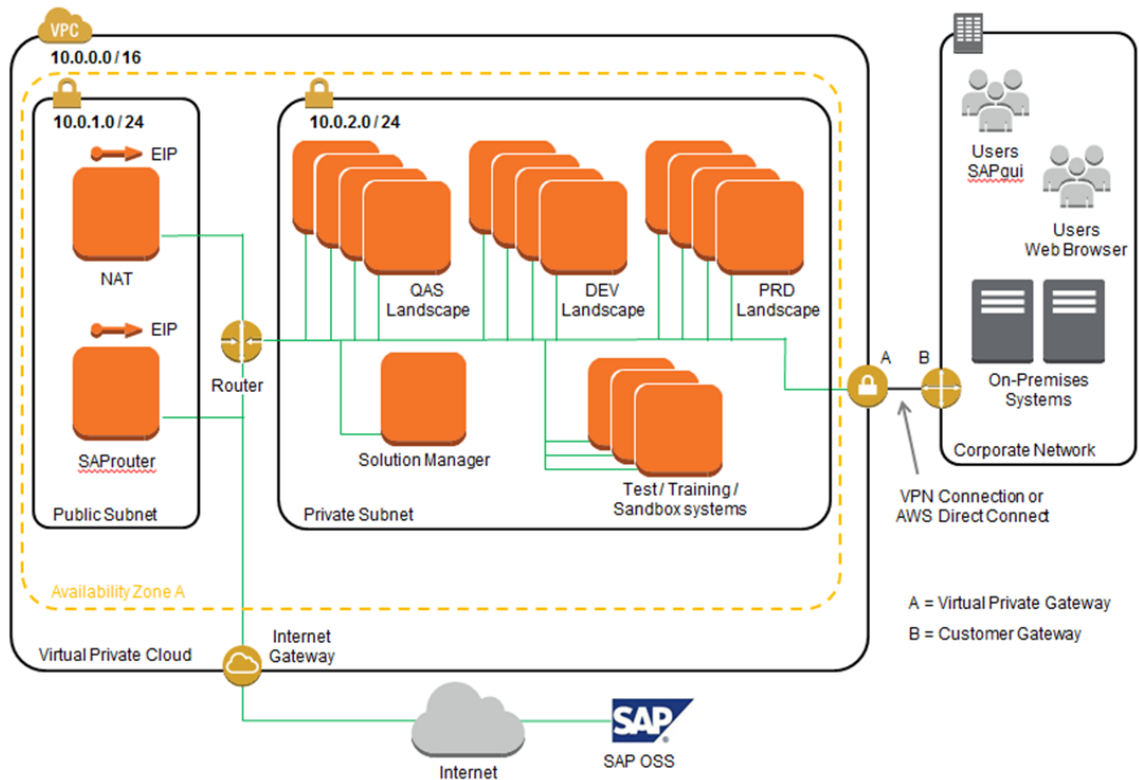 VPC
10.0.0.0 / 16
10.0.1.0 / 24
EIP
NAT
EIP
SAProuter
Public Subnet
Router
10.0.2.0 / 24
QAS
Landscape
DEV
Landscape
PRD
Landscape
Solution Manager
Test / Training /
Sandbox systems
Private Subnet
Availability Zone A
Virtual Private Cloud
Internet
Gateway
A
B
Users
SAPgui
Users
Web Browser
On-Premises
Systems
Corporate Network
VPN Connection or
AWS Direct Connect
A = Virtual Private Gateway
B = Customer Gateway
Internet
SAP
SAP OSS